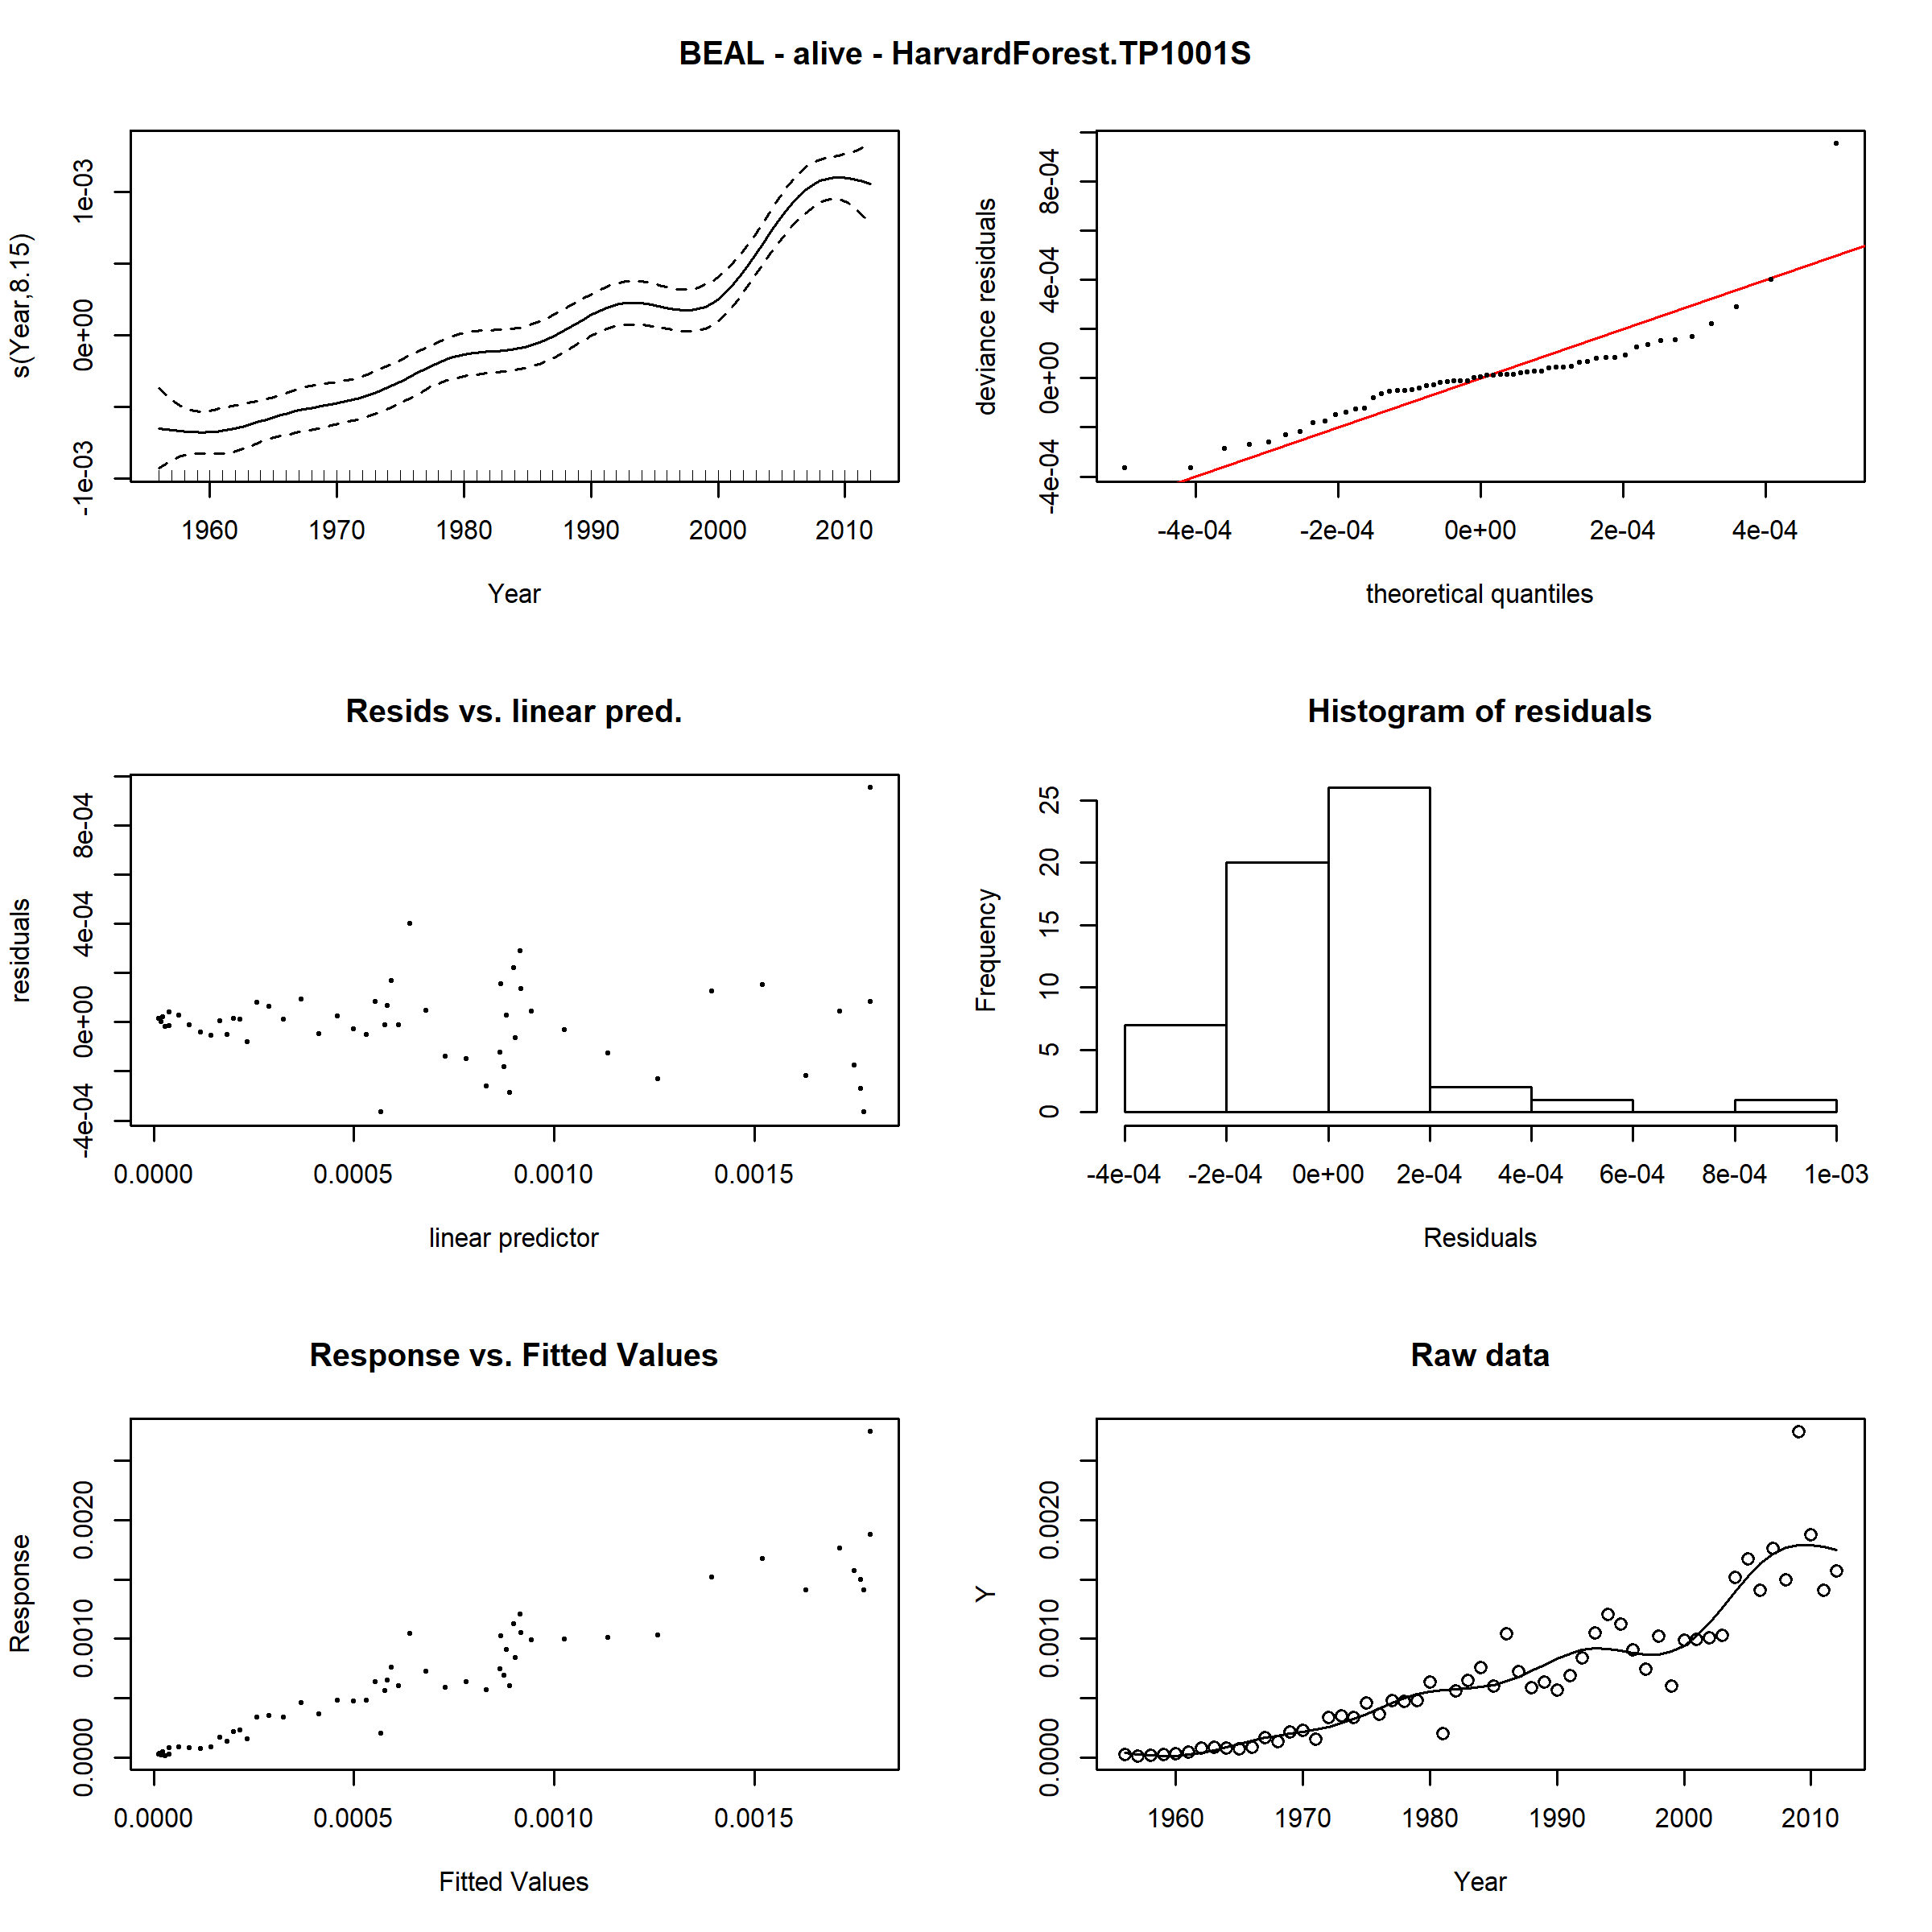 BEAL - alive - HarvardForest.TP1001S
s(Year,8.15)
1e-03
0e+00
-1e-03
1960 1970 1980 1990 2000 2010
Year
deviance residuals
8e-04
4e-04
0e+00
-4e-04
-4e-04 -2e-04 0e+00 2e-04 4e-04
theoretical quantiles
Resids vs. linear pred.
residuals
8e-04
4e-04
0e+00
-4e-04
0.0000 0.0005 0.0010 0.0015
linear predictor
Histogram of residuals
Frequency
25
20
15
10
5
0
-4e-04 -2e-04 0e+00 2e-04 4e-04 6e-04 8e-04 1e-03
Residuals
Response vs. Fitted Values
Response
0.0020
0.0010
0.0000
0.0000 0.0005 0.0010 0.0015
Fitted Values
Raw data
Y
0.0020
0.0010
0.0000
1960 1970 1980 1990 2000 2010
Year